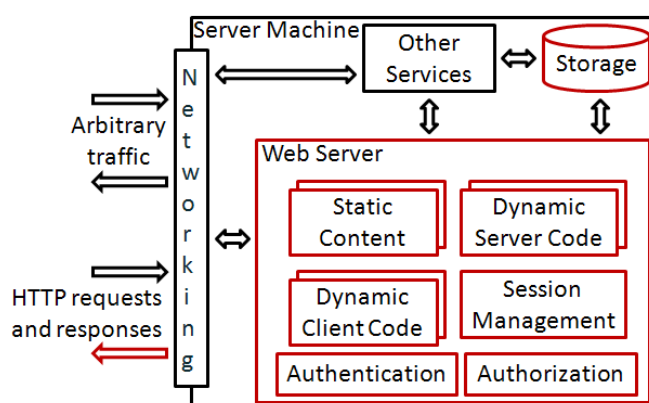 Server Machine
Networking
Other
Services
Storage
Arbitrary
traffic
HTTP requests
and responses
Web Server
Static
Content
Dynamic
Server Code
Dynamic
Client Code
Session
Management
Authentication
Authorization